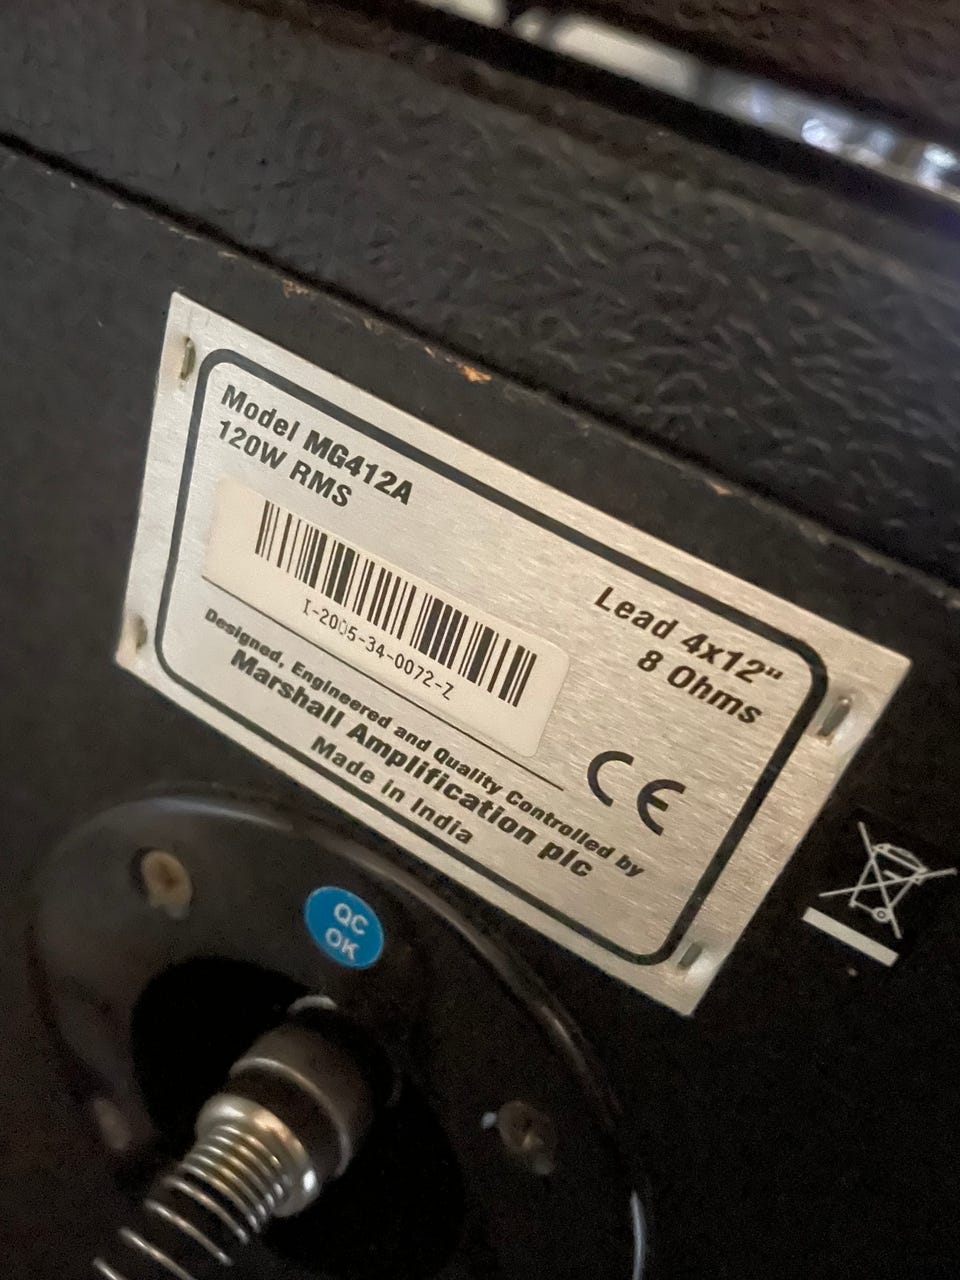 Model MG412A
120W RMS
Lead 4x12"
8 Ohms
I-2005-34-0072-Z
Designed, Engineered and Quality Controlled by
Marshall Amplification plc
Made in India
CE
QC
OK